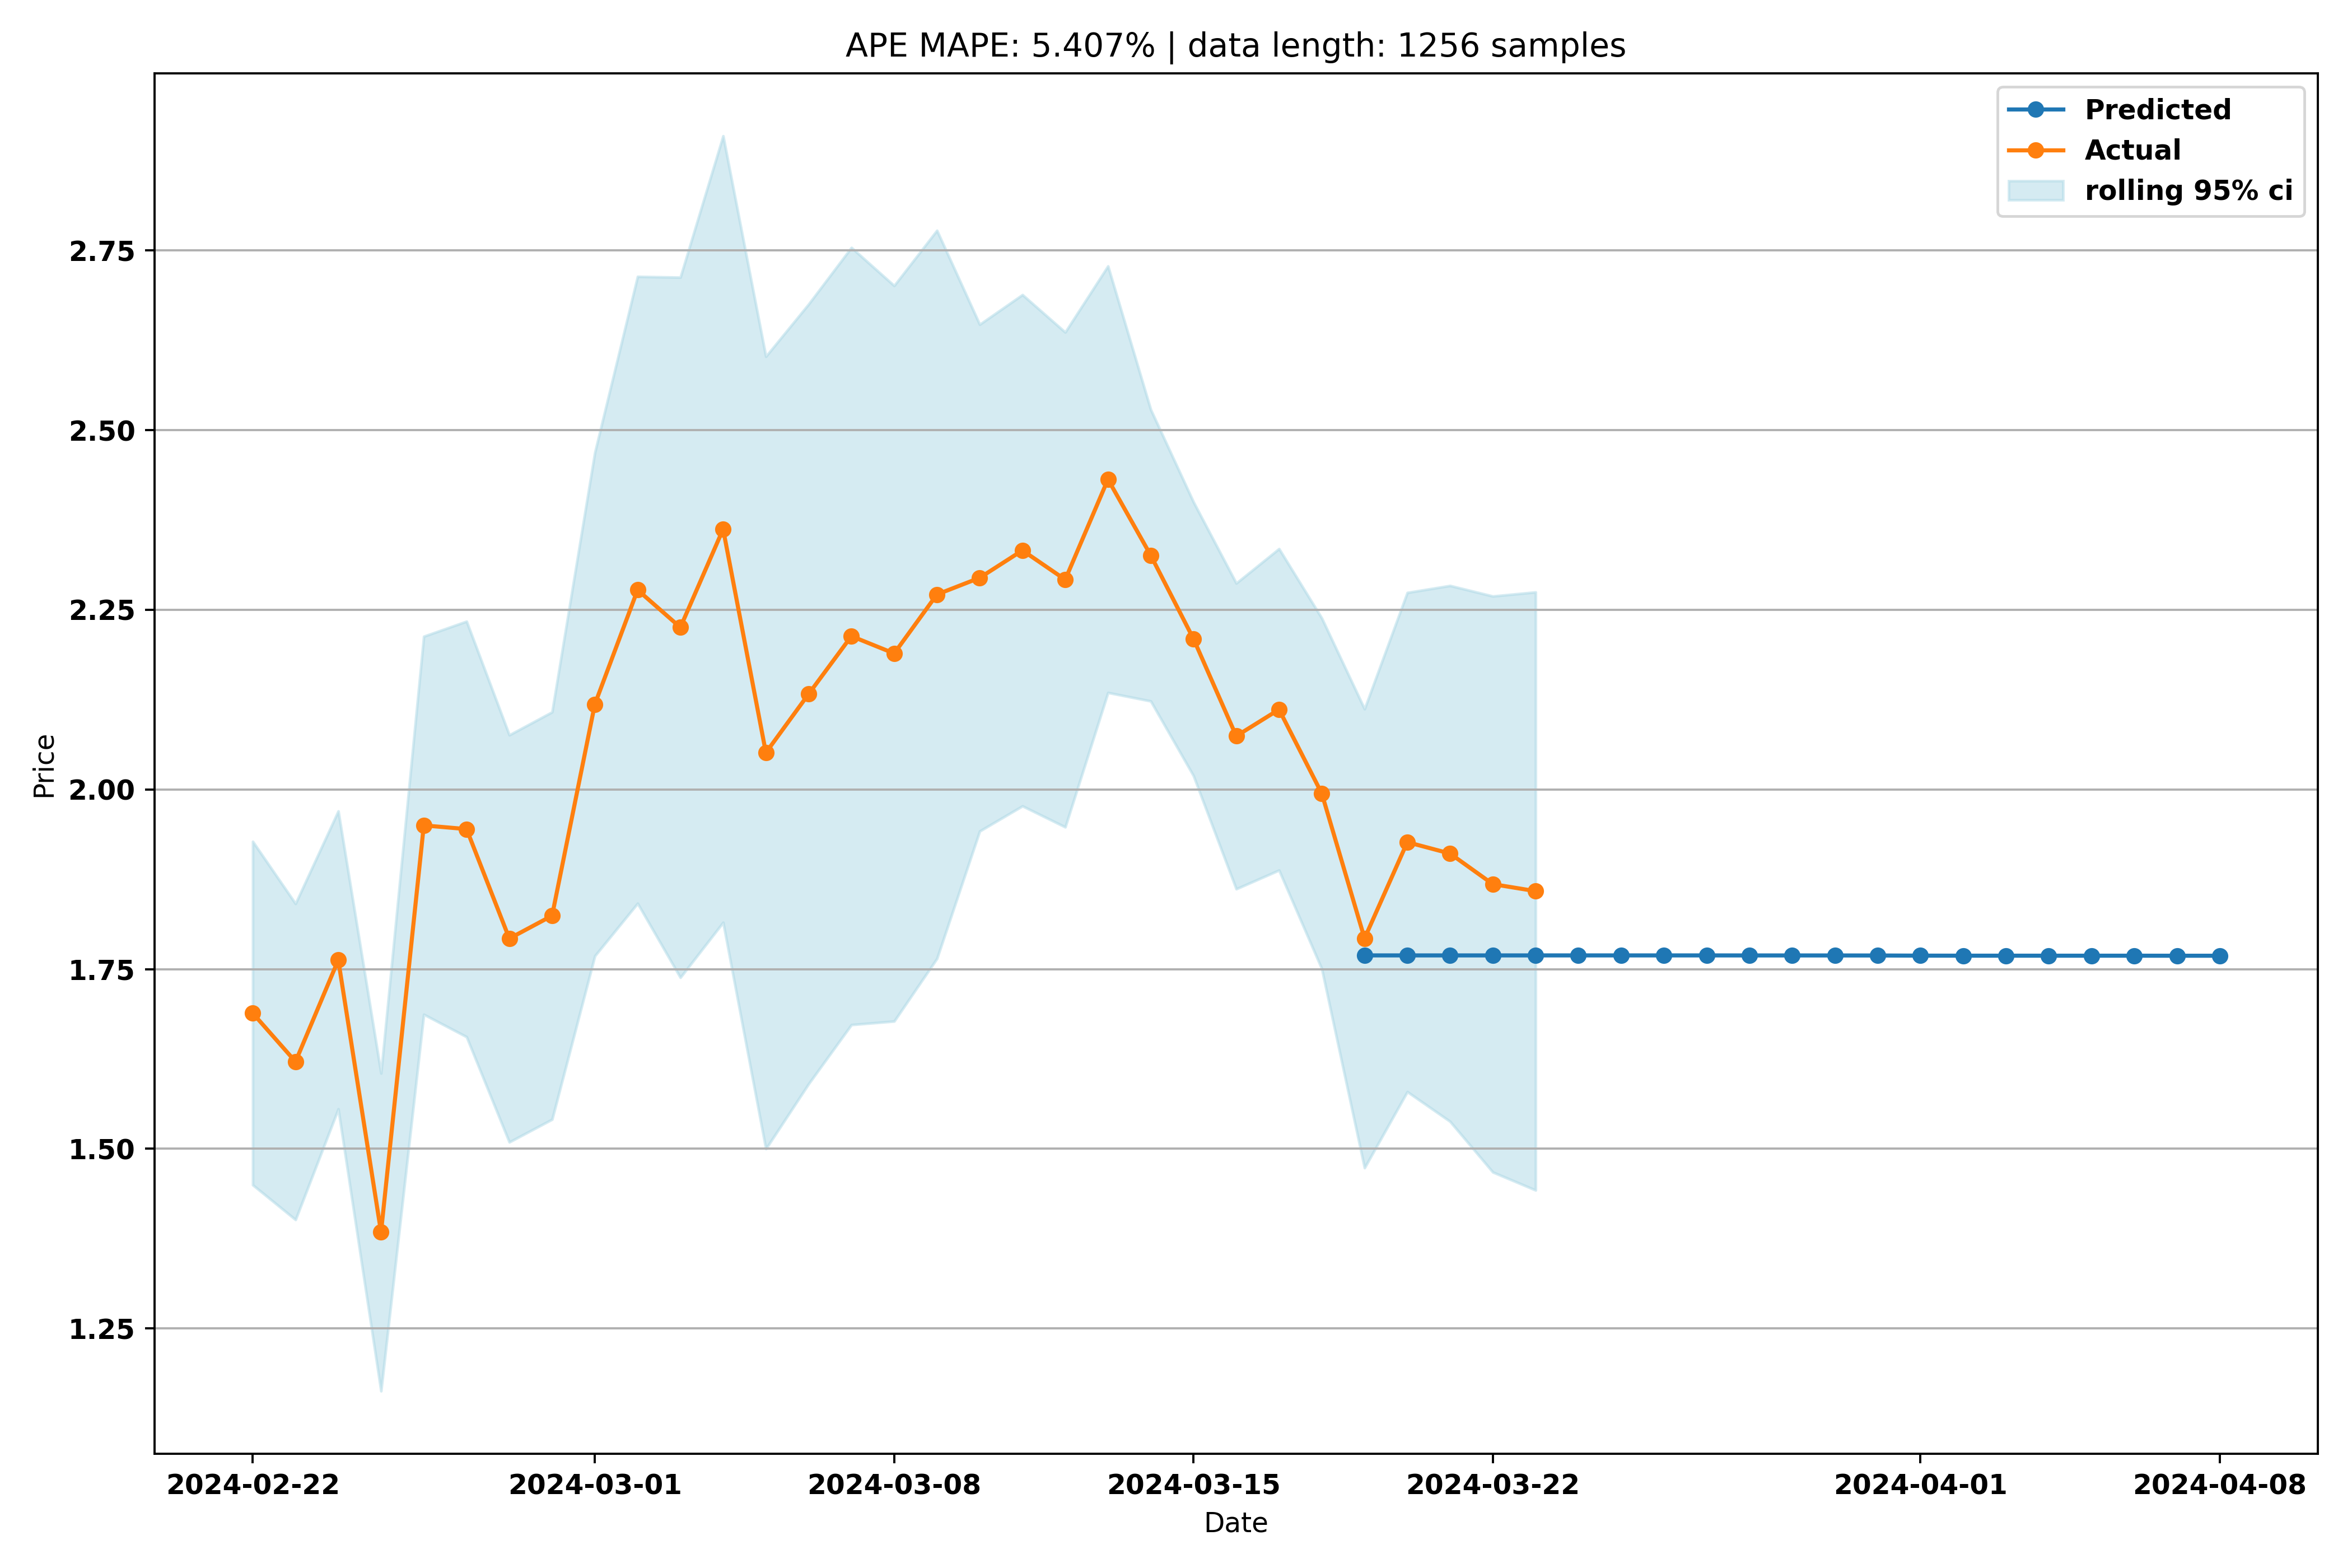 APE MAPE: 5.407% | data length: 1256 samples
Predicted
Actual
rolling 95% ci
2.75
2.50
2.25
2.00
1.75
1.50
1.25
Price
2024-02-22
2024-03-01
2024-03-08
2024-03-15
2024-03-22
2024-04-01
2024-04-08
Date